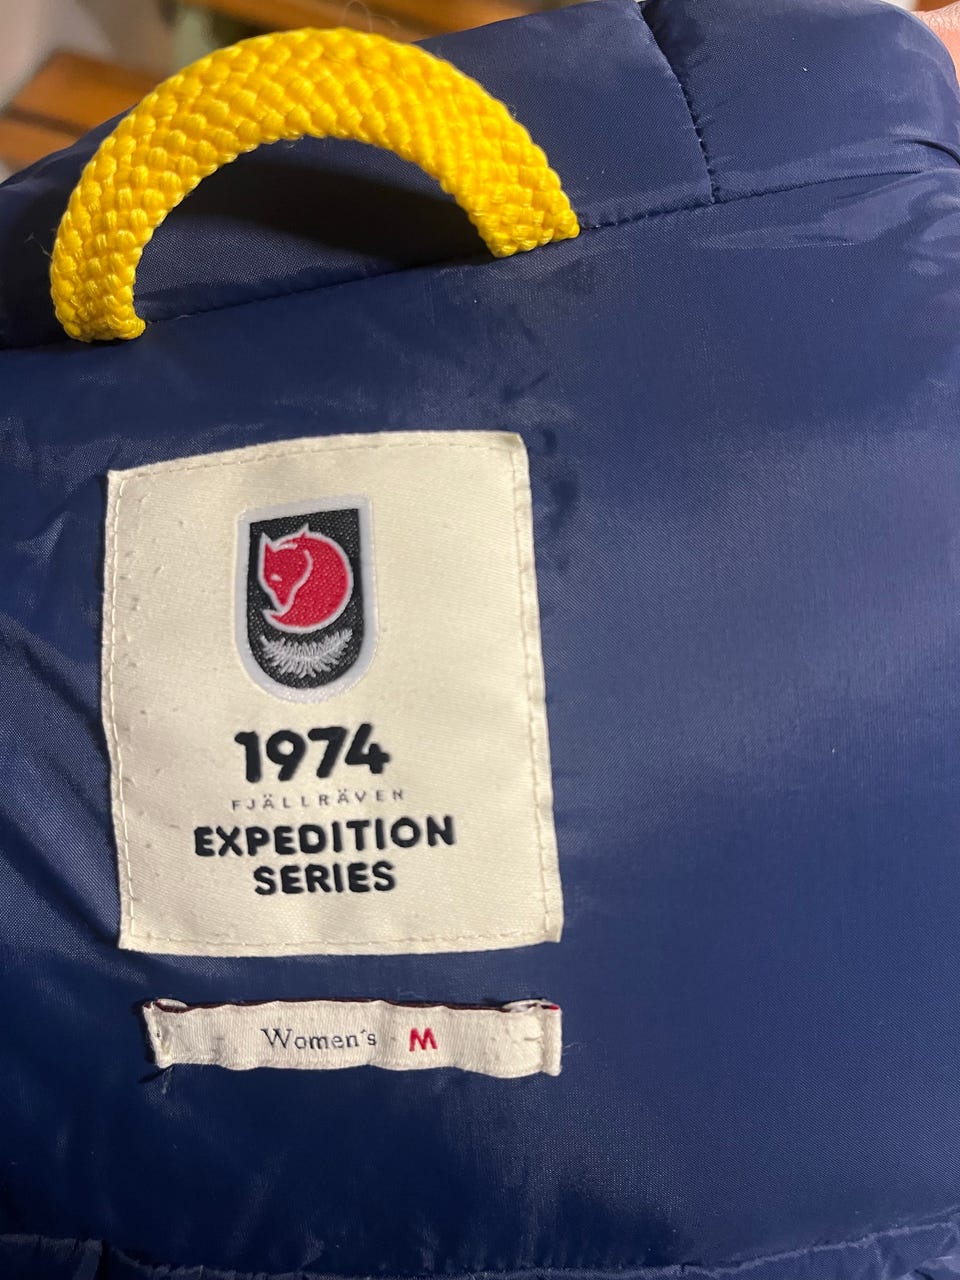 1974
FJÄLLRÄVEN
EXPEDITION
SERIES
Women's M